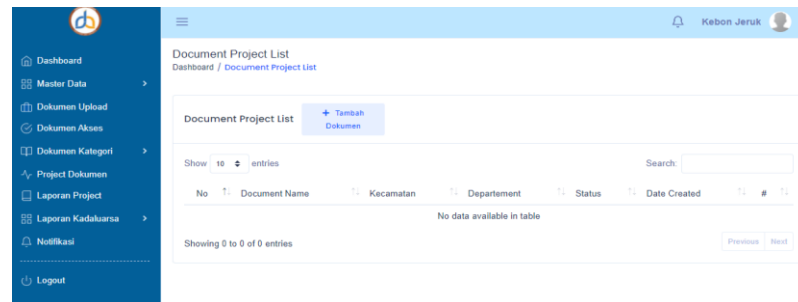 Kebon Jeruk
Document Project List
Dashboard / Document Project List
Dashboard
Master Data
Dokumen Upload
Dokumen Akses
Dokumen Kategori
Project Dokumen
Laporan Project
Laporan Kadaluarsa
Notifikasi
Logout
Document Project List
+ Tambah
Dokumen
Show 10 entries
Search:
No Document Name Kecamatan Departement Status Date Created #
No data available in table
Showing 0 to 0 of 0 entries
Previous Next